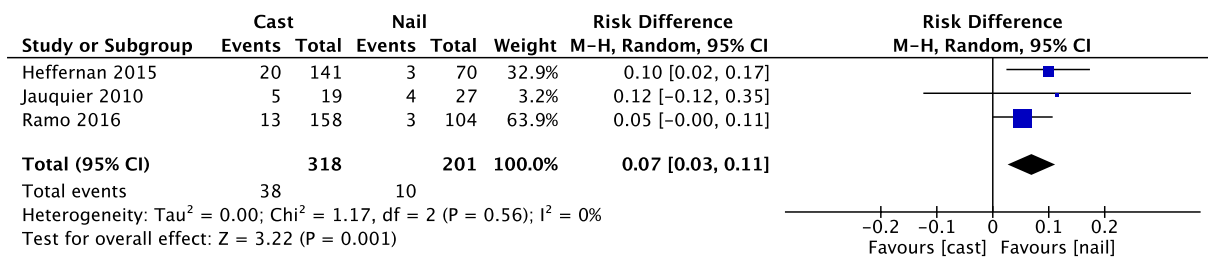 Cast Nail Risk Difference Risk Difference
Study or Subgroup Events Total Events Total Weight M-H, Random, 95% CI M-H, Random, 95% CI
Heffernan 2015 20 141 3 70 32.9% 0.10 [0.02, 0.17]
Jauquier 2010 5 19 4 27 3.2% 0.12 [-0.12, 0.35]
Ramo 2016 13 158 3 104 63.9% 0.05 [-0.00, 0.11]
Total (95% CI) 318 201 100.0% 0.07 [0.03, 0.11]
Total events 38 10
Heterogeneity: Tau² = 0.00; Chi² = 1.17, df = 2 (P = 0.56); I² = 0%
Test for overall effect: Z = 3.22 (P = 0.001)
-0.2 -0.1 0 0.1 0.2
Favours [cast] Favours [nail]